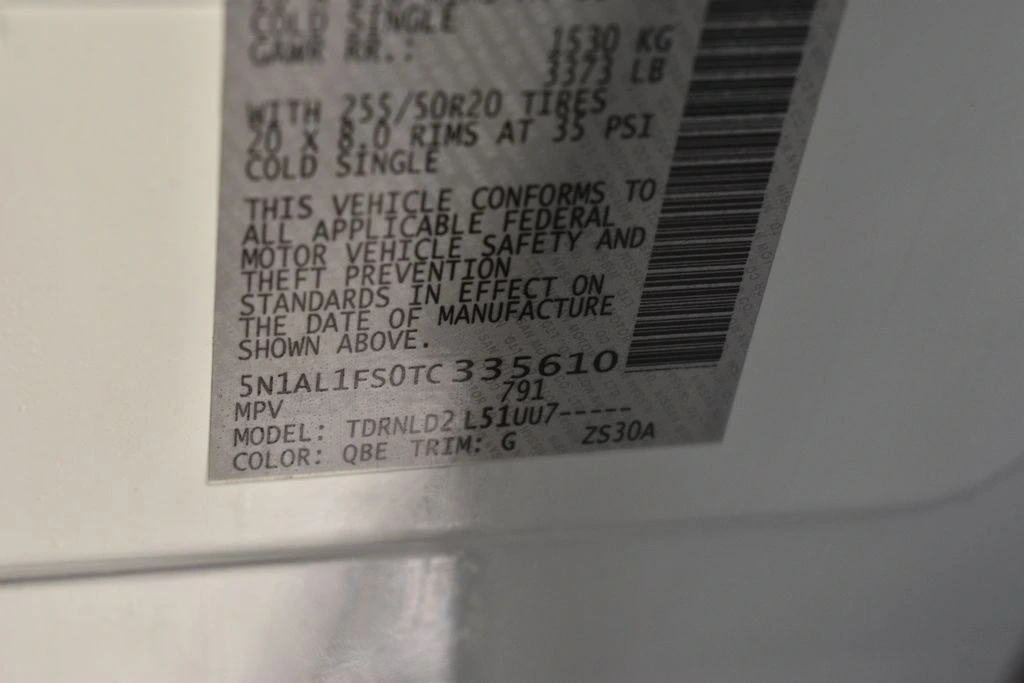 COLD SINGLE
GAWR RR.: 1530 KG
3373 LB
WITH 255/50R20 TIRES
20 X 8.0 RIMS AT 35 PSI
COLD SINGLE
THIS VEHICLE CONFORMS TO
ALL APPLICABLE FEDERAL
MOTOR VEHICLE SAFETY AND
THEFT PREVENTION
STANDARDS IN EFFECT ON
THE DATE OF MANUFACTURE
SHOWN ABOVE.
5N1AL1FS0TC335610
MPV 791
MODEL: TDRNLD2 L51UU7-----
COLOR: QBE TRIM: G ZS30A